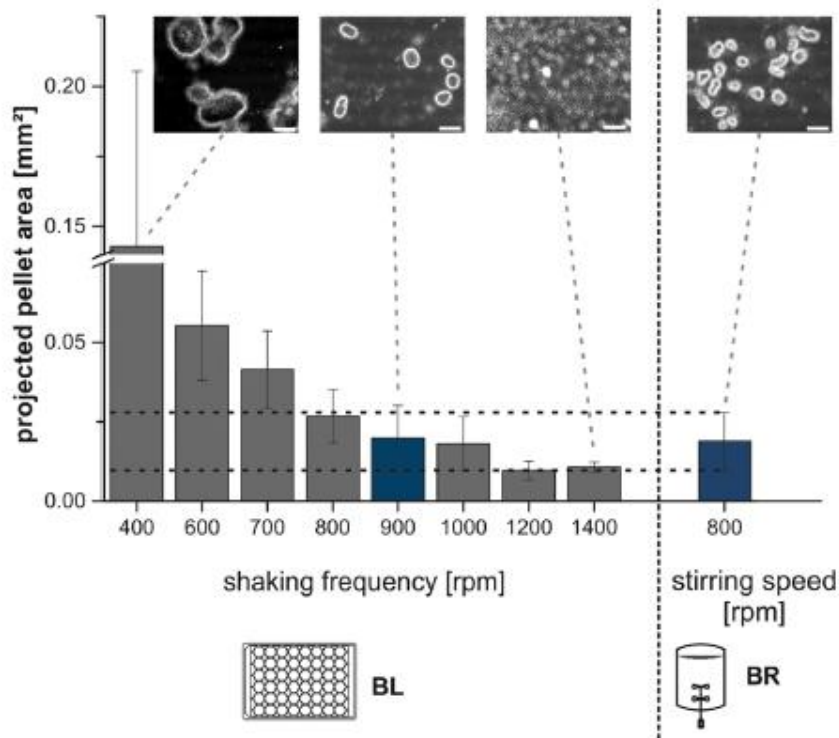 projected pellet area [mm²]
0.20
0.15
0.05
0.00
400 600 700 800 900 1000 1200 1400 800
shaking frequency [rpm]
stirring speed
[rpm]
BL
BR